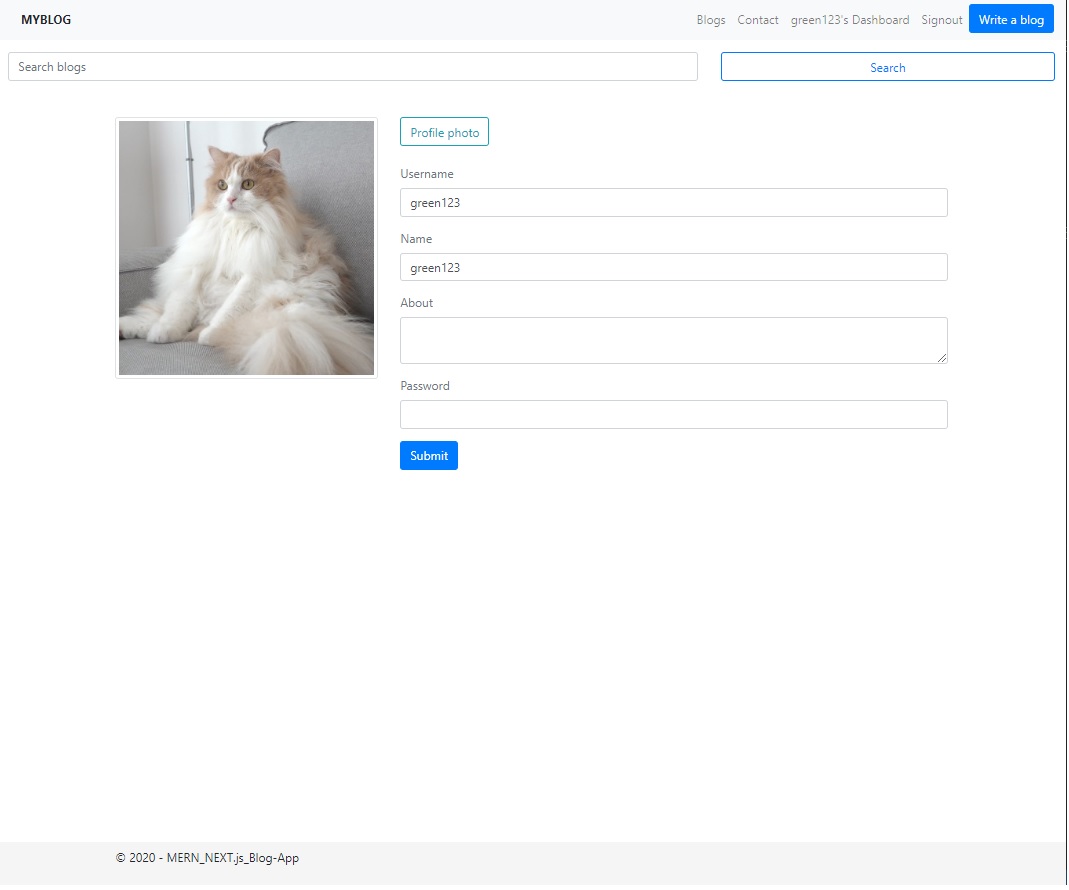 MYBLOG
Blogs Contact green123's Dashboard Signout Write a blog
Search blogs
Search
Profile photo
Username
green123
Name
green123
About
Password
Submit
© 2020 - MERN_NEXT.js_Blog-App